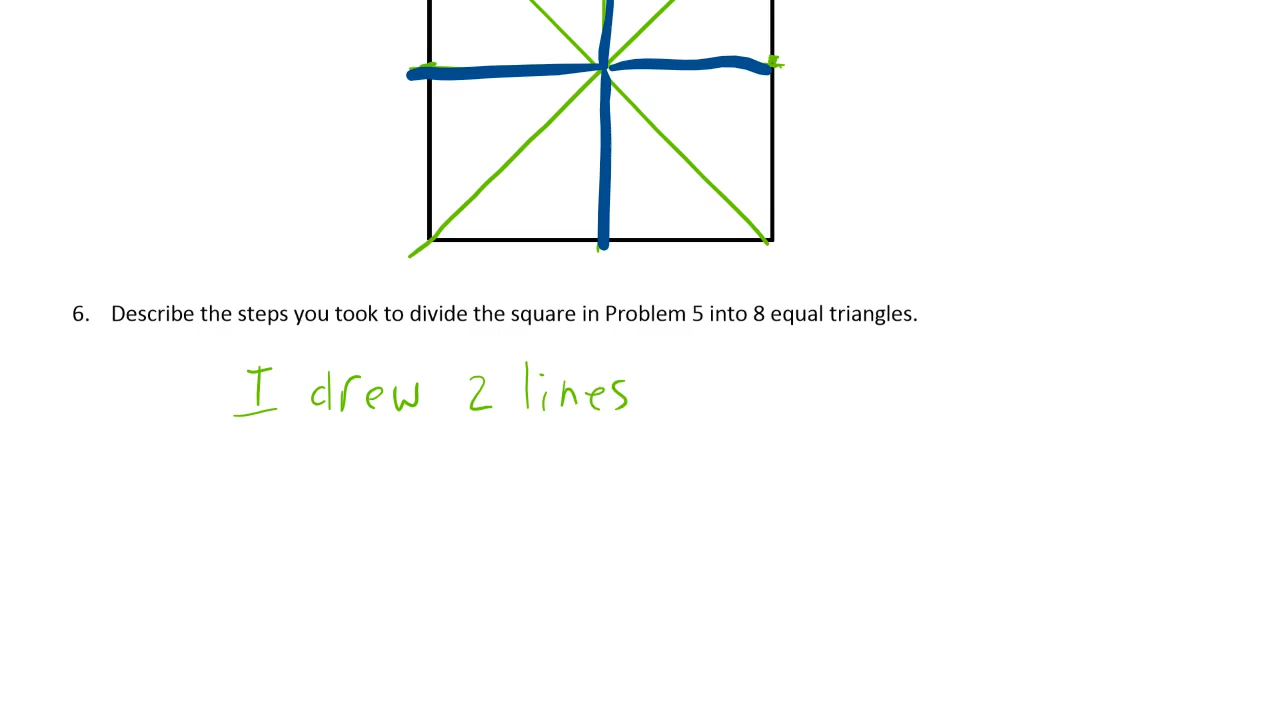 6. Describe the steps you took to divide the square in Problem 5 into 8 equal triangles.
I drew 2 lines